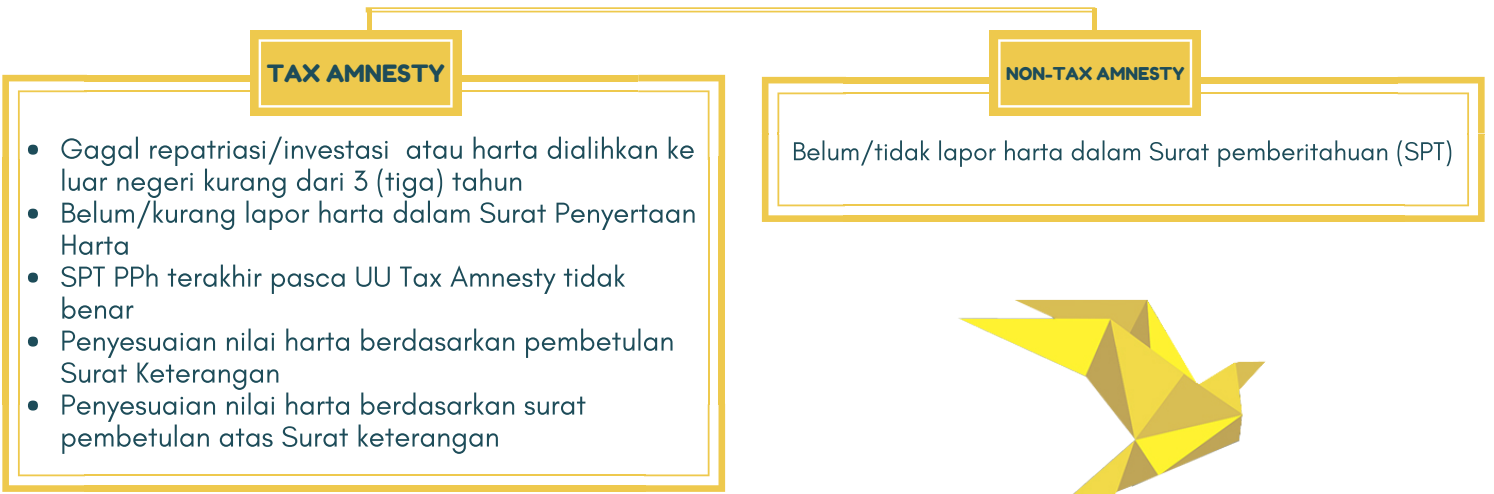 TAX AMNESTY
• Gagal repatriasi/investasi atau harta dialihkan ke
luar negeri kurang dari 3 (tiga) tahun
• Belum/kurang lapor harta dalam Surat Penyertaan
Harta
• SPT PPh terakhir pasca UU Tax Amnesty tidak
benar
• Penyesuaian nilai harta berdasarkan pembetulan
Surat Keterangan
• Penyesuaian nilai harta berdasarkan surat
pembetulan atas Surat keterangan
NON-TAX AMNESTY
Belum/tidak lapor harta dalam Surat pemberitahuan (SPT)